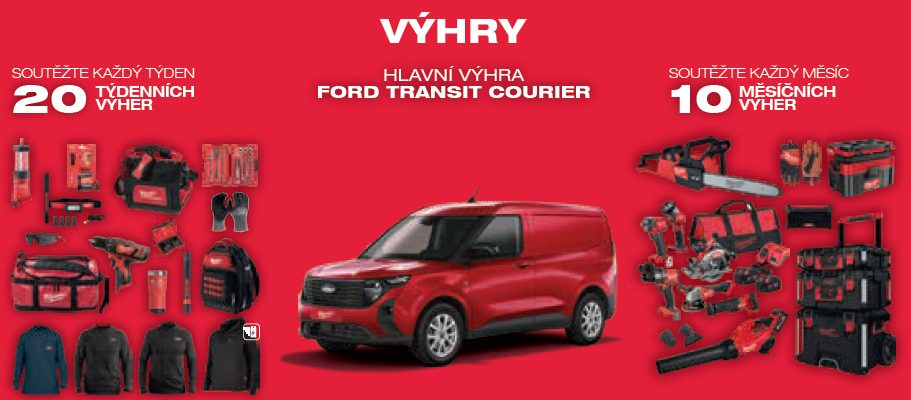 VÝHRY
SOUTĚŽTE KAŽDÝ TÝDEN
20 TÝDENNÍCH
VÝHER
HLAVNÍ VÝHRA
FORD TRANSIT COURIER
SOUTĚŽTE KAŽDÝ MĚSÍC
10 MĚSÍČNÍCH
VÝHER